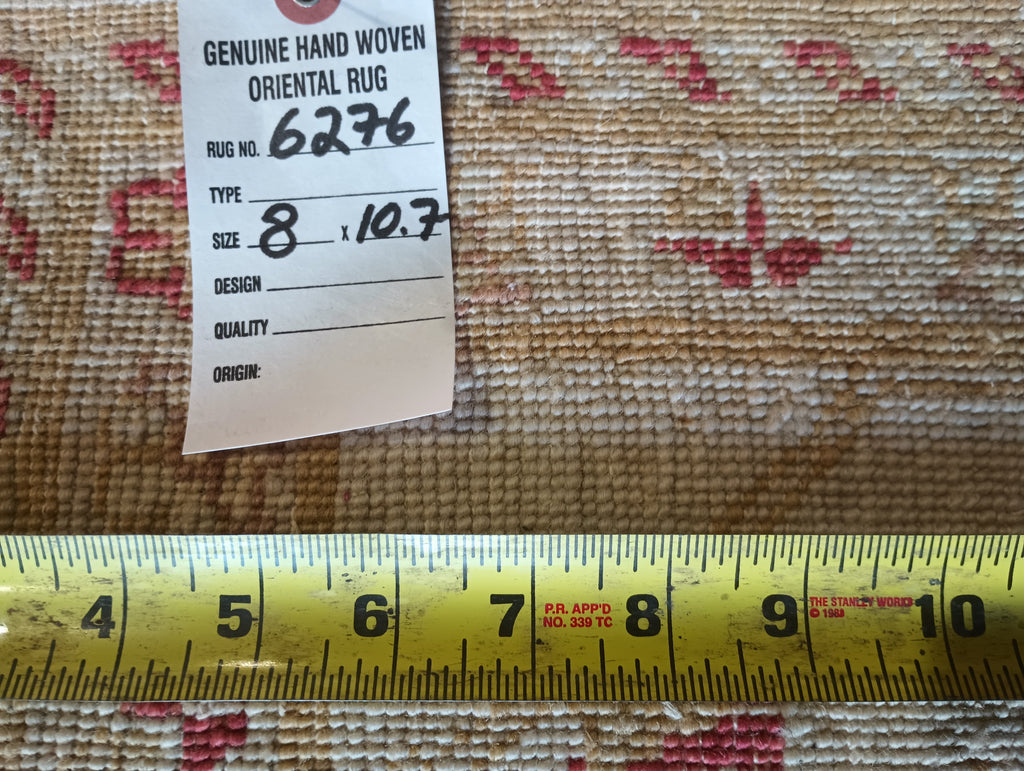 GENUINE HAND WOVEN
ORIENTAL RUG
RUG NO. 6276
TYPE
SIZE 8 x 10.7
DESIGN
QUALITY
ORIGIN:
4 5 6 7 8 9 10
P.R. APP'D
NO. 339 TC
THE STANLEY WORKS